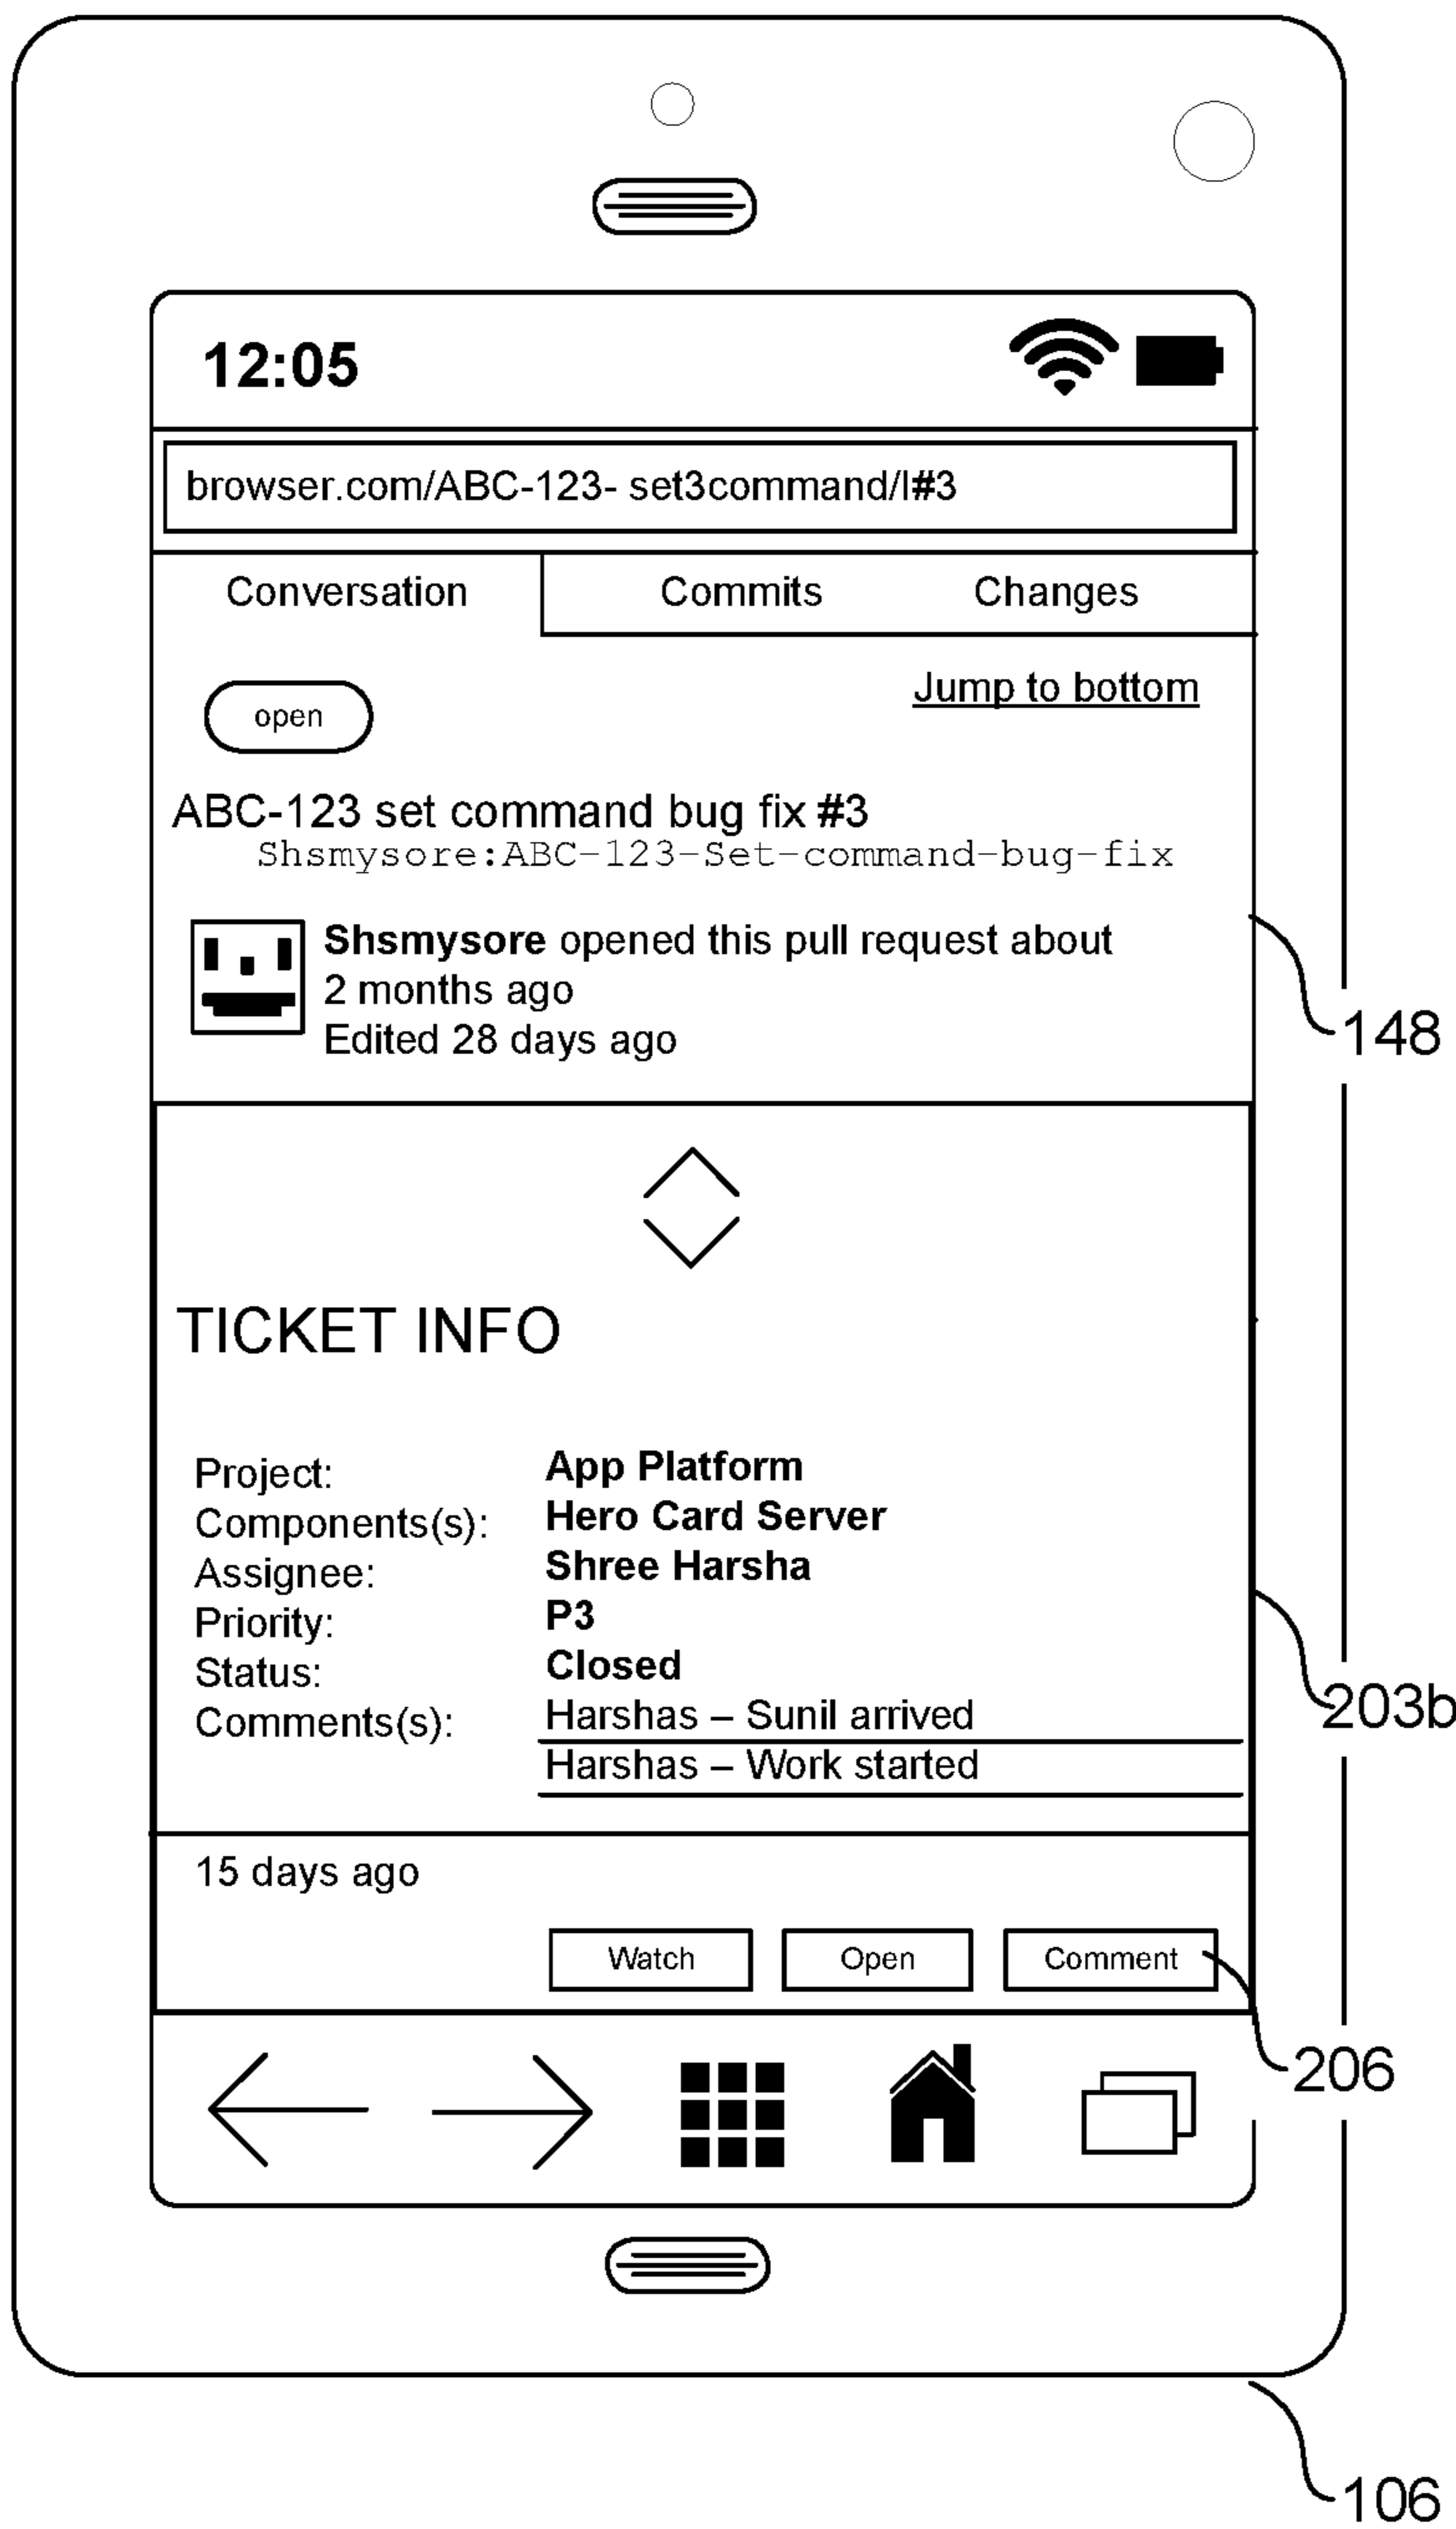 12:05
browser.com/ABC-123- set3command/I#3
Conversation Commits Changes
Jump to bottom
open
ABC-123 set command bug fix #3
Shsmysore:ABC-123-Set-command-bug-fix
Shsmysore opened this pull request about
2 months ago
Edited 28 days ago
148
TICKET INFO
Project: App Platform
Components(s): Hero Card Server
Assignee: Shree Harsha
Priority: P3
Status: Closed
Comments(s): Harshas – Sunil arrived
Harshas – Work started
203b
15 days ago
Watch Open Comment
206
106